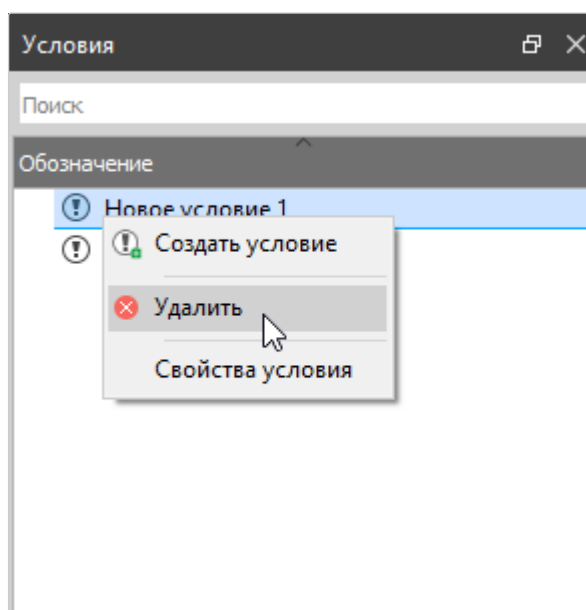 Условия
Поиск
Обозначение
Новое условие 1
Создать условие
Удалить
Свойства условия